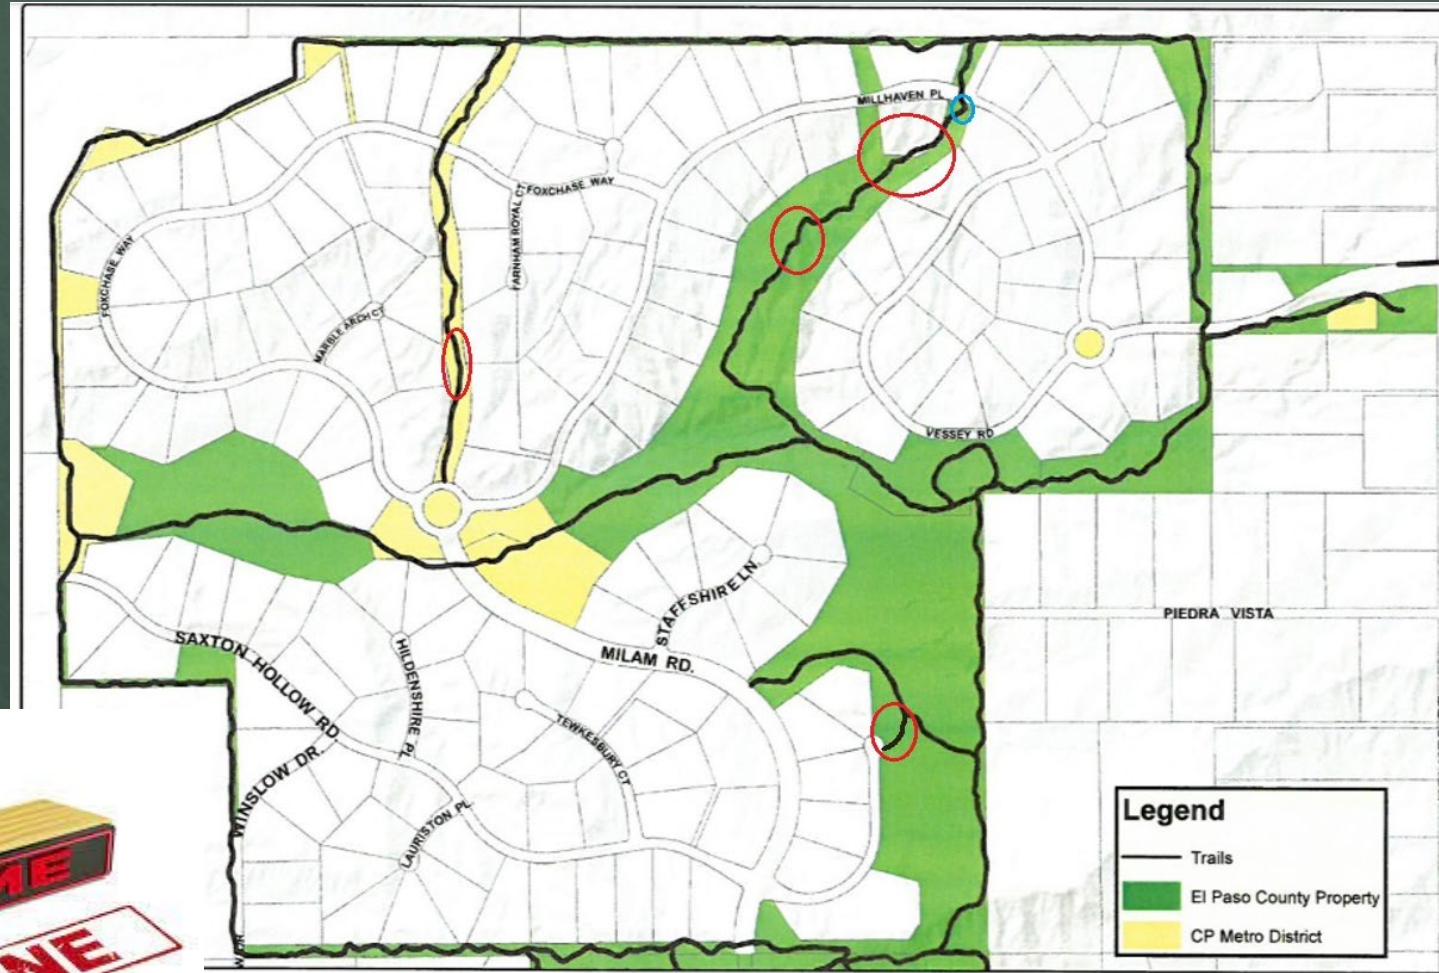 MILLHAVEN PL
FOXCHASE WAY
FARNHAM ROYAL CT
FOXCHASE WAY
MARBLE ARCH CT
VESSEY RD
STAFFSHIRE LN.
PIEDRA VISTA
SAXTON HOLLOW RD.
HILDENSHIRE PL
MILAM RD.
TEWKESBURY CT
WINSLOW DR.
LAURISTON PL
Legend
Trails
El Paso County Property
CP Metro District